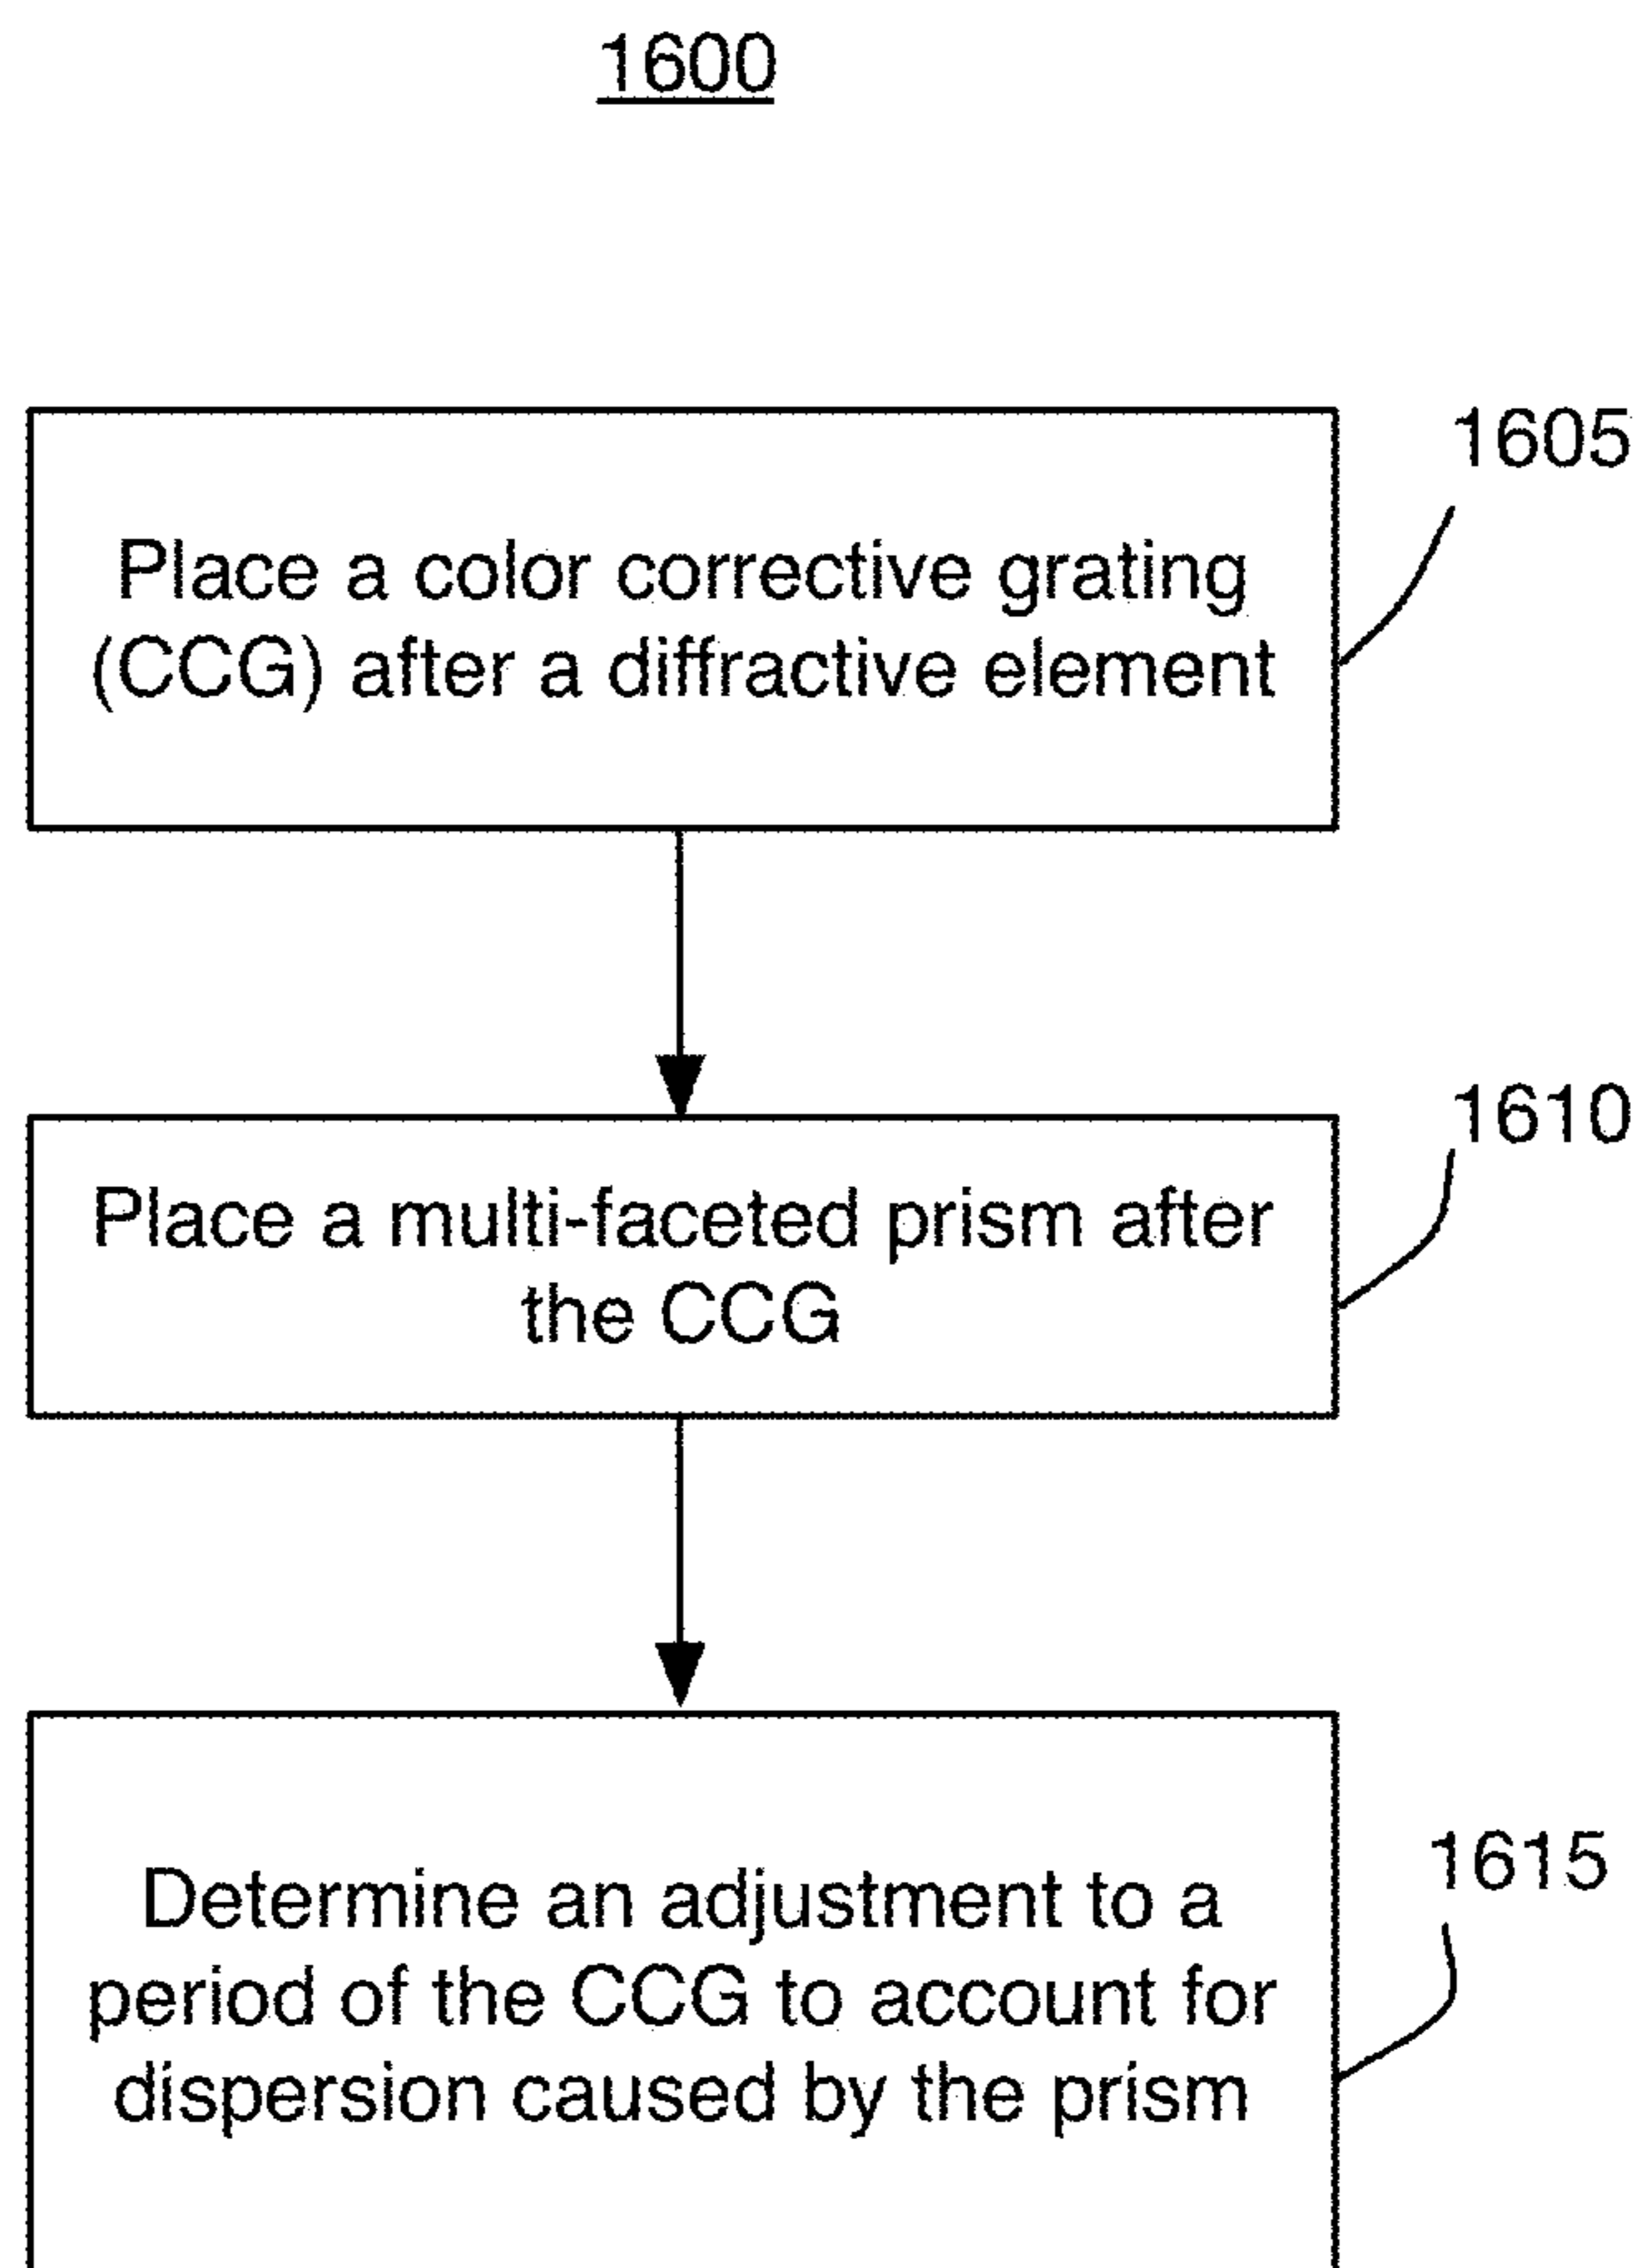 1600
1605
Place a color corrective grating
(CCG) after a diffractive element
1610
Place a multi-faceted prism after
the CCG
1615
Determine an adjustment to a
period of the CCG to account for
dispersion caused by the prism